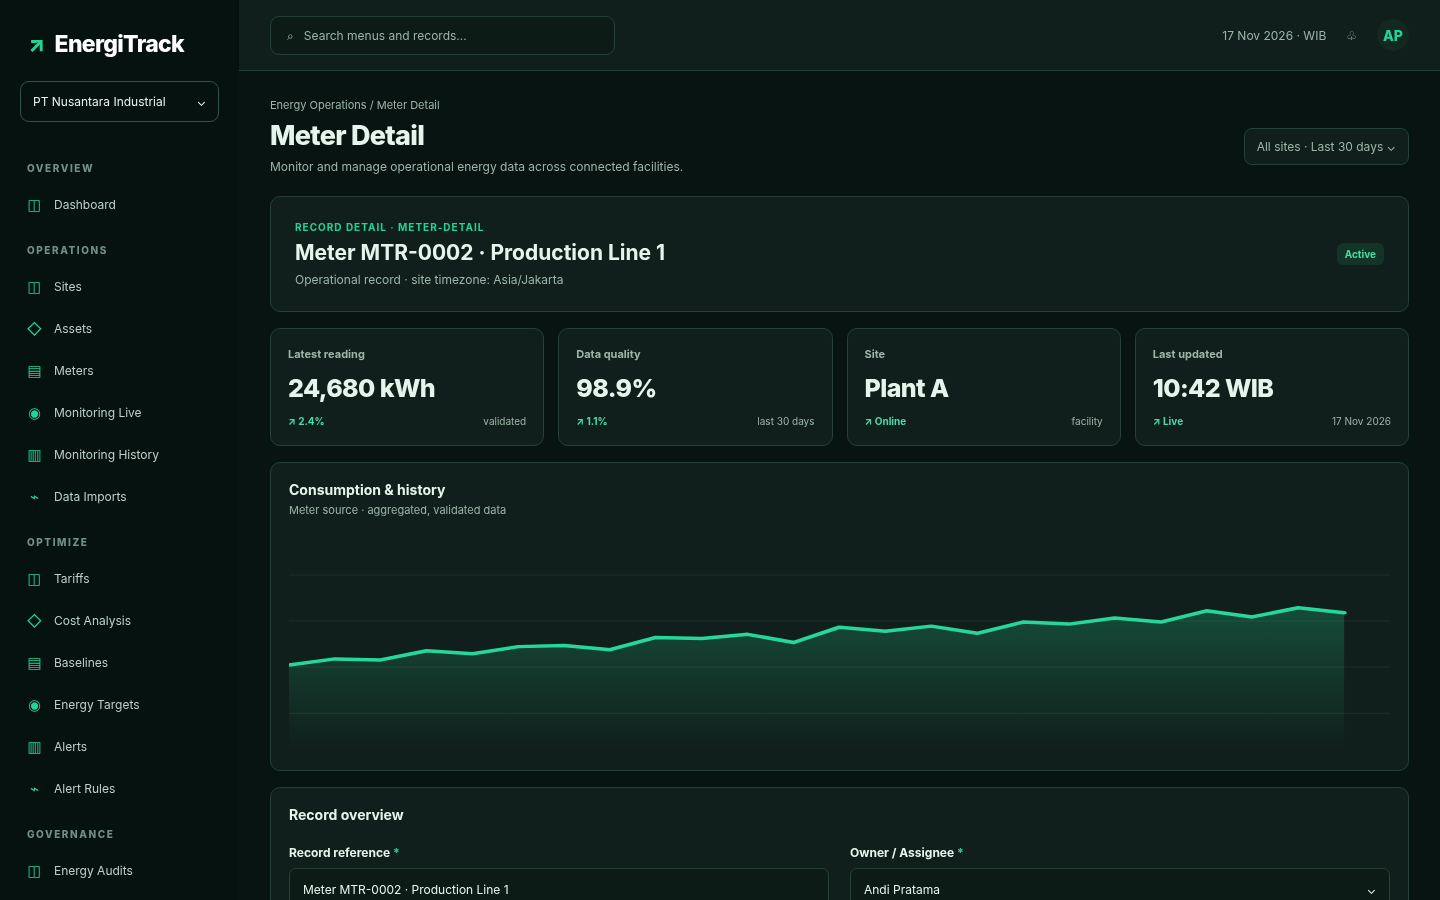 EnergiTrack
PT Nusantara Industrial
OVERVIEW
Dashboard
OPERATIONS
Sites
Assets
Meters
Monitoring Live
Monitoring History
Data Imports
OPTIMIZE
Tariffs
Cost Analysis
Baselines
Energy Targets
Alerts
Alert Rules
GOVERNANCE
Energy Audits
Search menus and records...
17 Nov 2026 · WIB
AP
Energy Operations / Meter Detail
Meter Detail
Monitor and manage operational energy data across connected facilities.
All sites · Last 30 days
RECORD DETAIL · METER-DETAIL
Meter MTR-0002 · Production Line 1
Operational record · site timezone: Asia/Jakarta
Active
Latest reading
24,680 kWh
↗ 2.4% validated
Data quality
98.9%
↗ 1.1% last 30 days
Site
Plant A
↗ Online facility
Last updated
10:42 WIB
↗ Live 17 Nov 2026
Consumption & history
Meter source · aggregated, validated data
Record overview
Record reference *
Meter MTR-0002 · Production Line 1
Owner / Assignee *
Andi Pratama